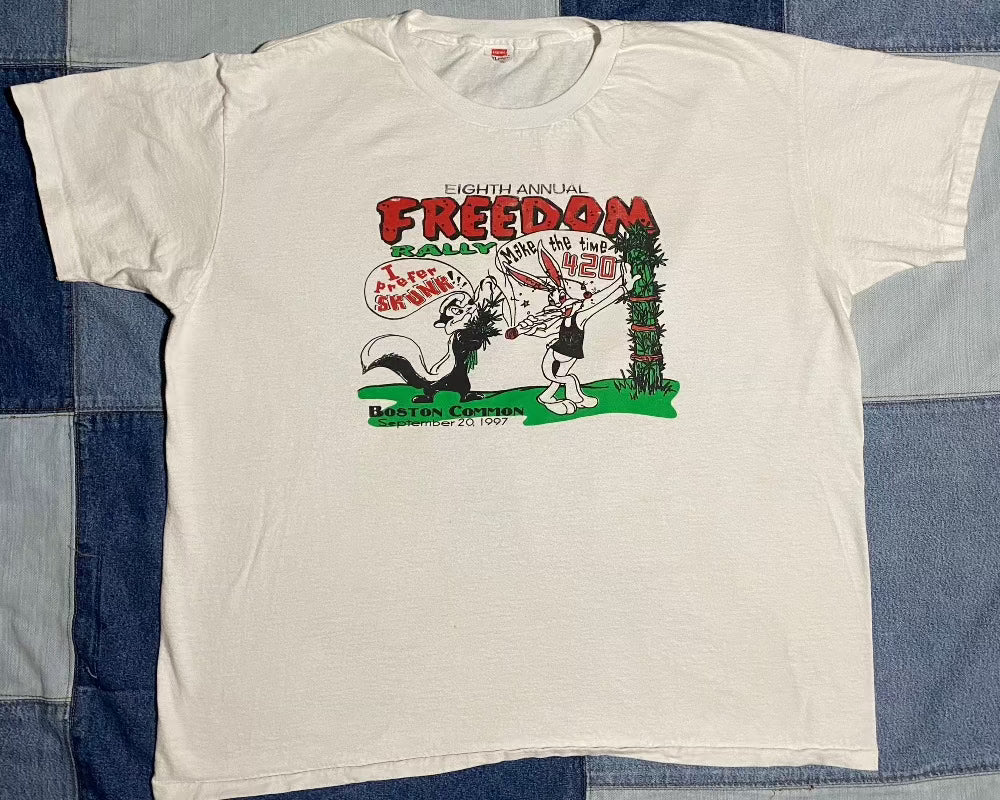 EIGHTH ANNUAL
FREEDOM
RALLY
Make the time
420
I
prefer
SKUNK!
BOSTON COMMON
September 20, 1997